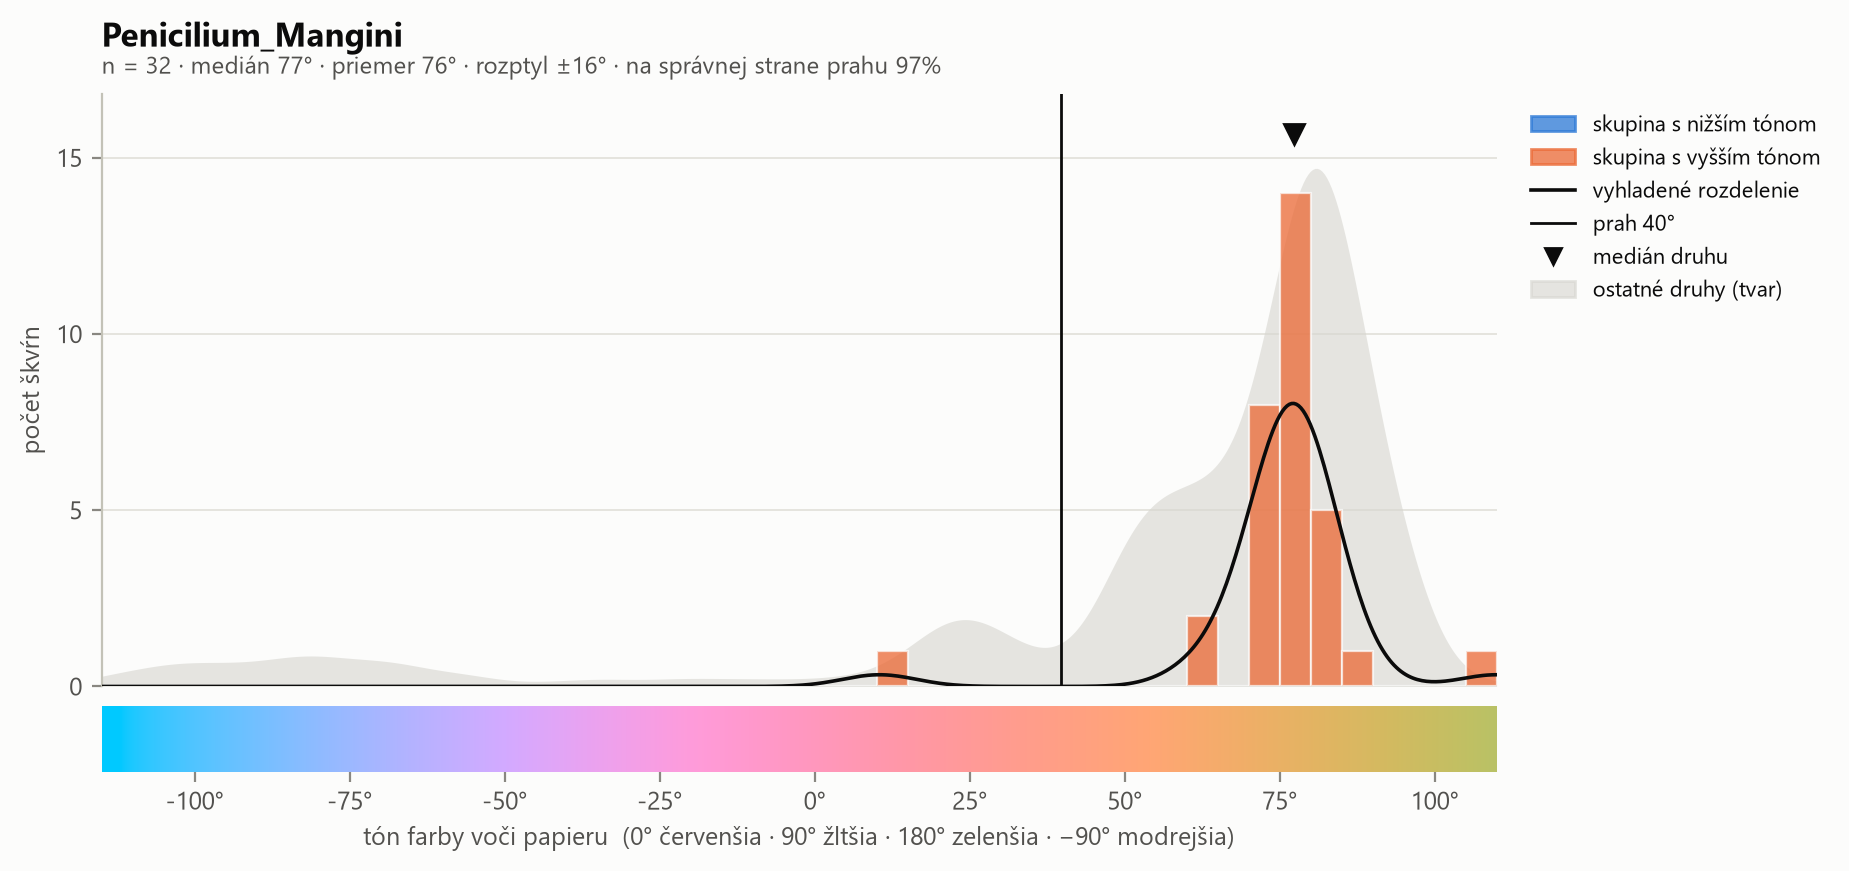 Penicilium_Mangini
n = 32 · medián 77° · priemer 76° · rozptyl ±16° · na správnej strane prahu 97%
skupina s nižším tónom
skupina s vyšším tónom
vyhladené rozdelenie
prah 40°
medián druhu
ostatné druhy (tvar)
počet škvŕn
15
10
5
0
-100°
-75°
-50°
-25°
0°
25°
50°
75°
100°
tón farby voči papieru (0° červenšia · 90° žltšia · 180° zelenšia · −90° modrejšia)